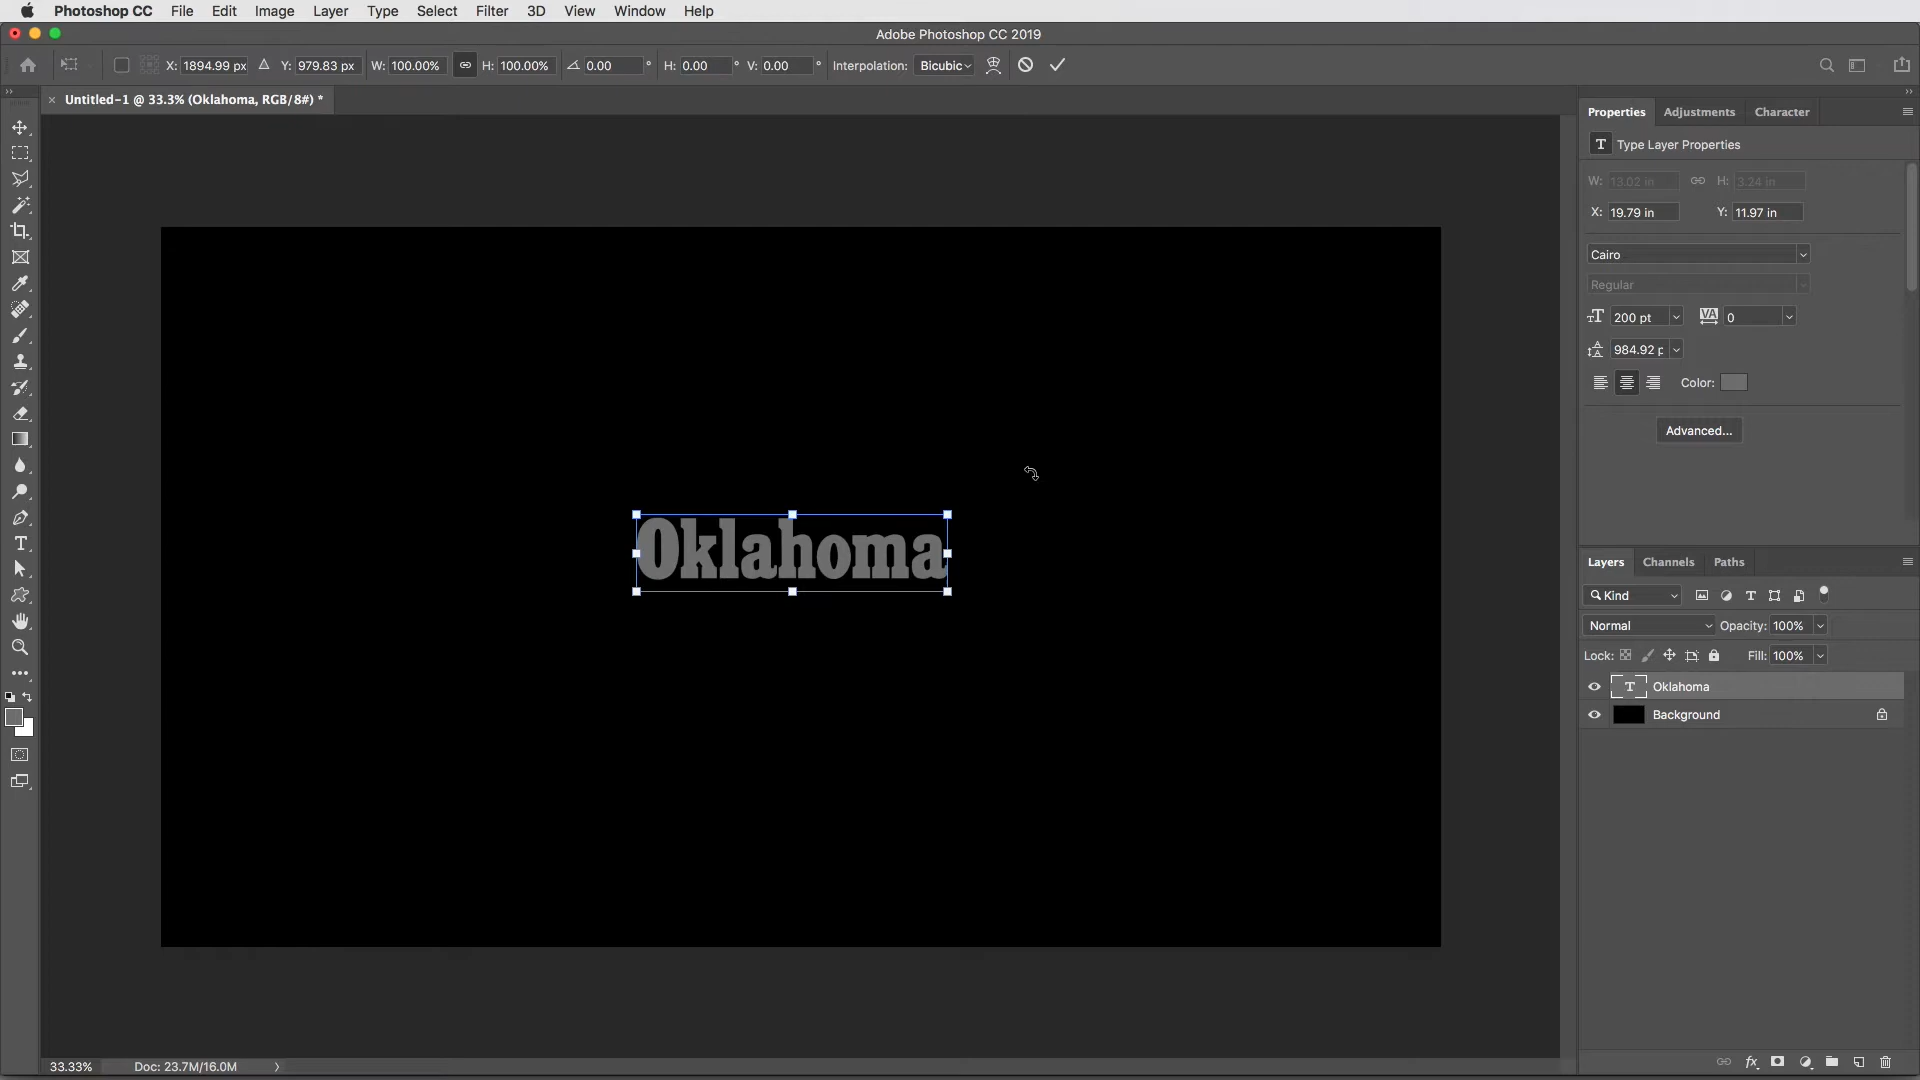 Photoshop CC File Edit Image Layer Type Select Filter 3D View Window Help
Adobe Photoshop CC 2019
X: 1894.99 px Y: 979.83 px W: 100.00% H: 100.00% 0.00 ° H: 0.00 ° V: 0.00 ° Interpolation: Bicubic
Untitled-1 @ 33.3% (Oklahoma, RGB/8#) *
Properties Adjustments Character
T Type Layer Properties
W: 13.02 in H: 3.24 in
X: 19.79 in Y: 11.97 in
Cairo
Regular
200 pt VA 0
984.92 p
Color:
Advanced...
Oklahoma
Layers Channels Paths
Kind
Normal Opacity: 100%
Lock: Fill: 100%
T Oklahoma
Background
33.33% Doc: 23.7M/16.0M
fx